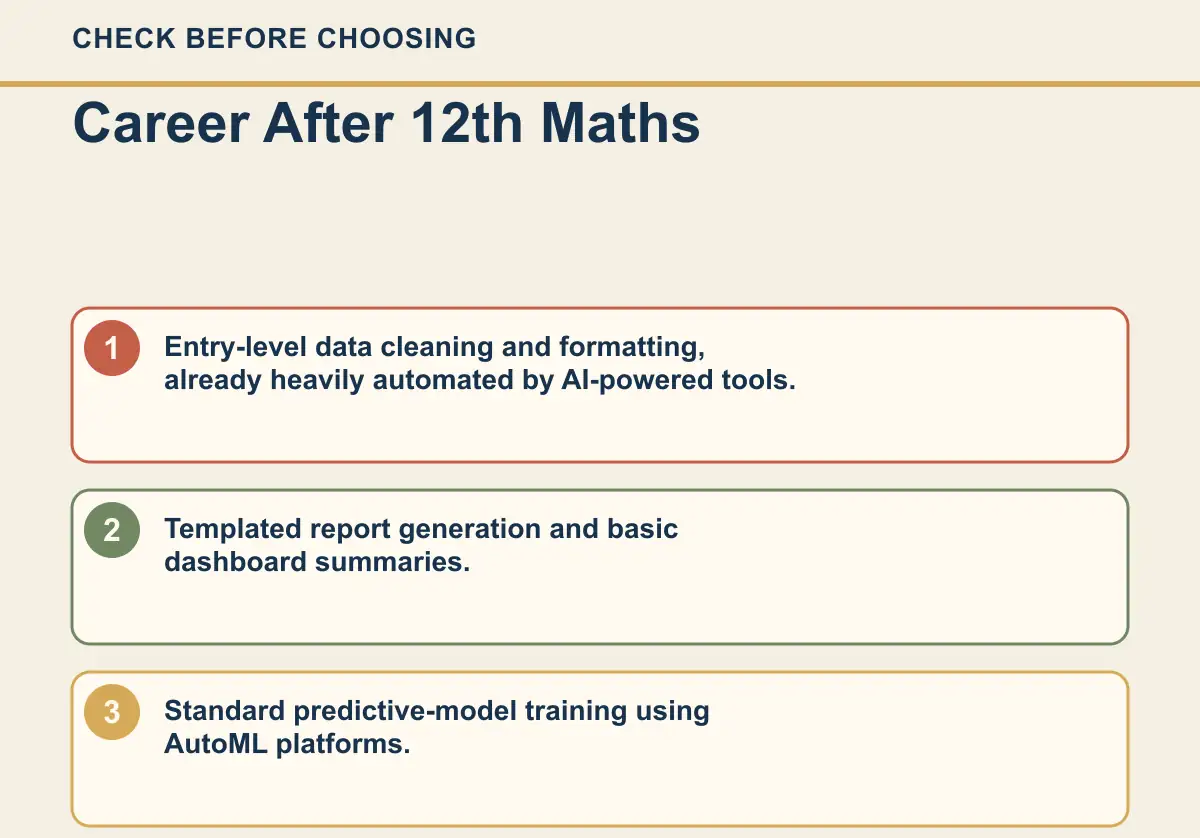 CHECK BEFORE CHOOSING
Career After 12th Maths
1
Entry-level data cleaning and formatting,
already heavily automated by AI-powered tools.
2
Templated report generation and basic
dashboard summaries.
3
Standard predictive-model training using
AutoML platforms.